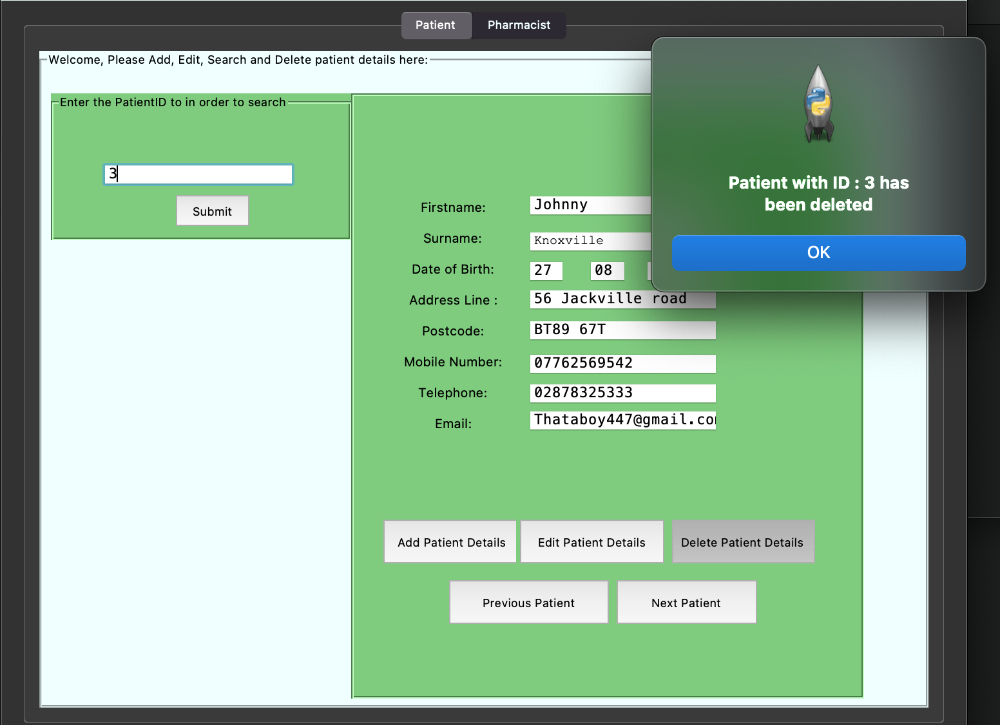 Patient Pharmacist
Welcome, Please Add, Edit, Search and Delete patient details here:
Enter the PatientID to in order to search
3
Submit
Firstname: Johnny
Surname: Knoxville
Date of Birth: 27 08
Address Line : 56 Jackville road
Postcode: BT89 67T
Mobile Number: 07762569542
Telephone: 02878325333
Email: Thataboy447@gmail.co
Add Patient Details Edit Patient Details Delete Patient Details
Previous Patient Next Patient
Patient with ID : 3 has
been deleted
OK